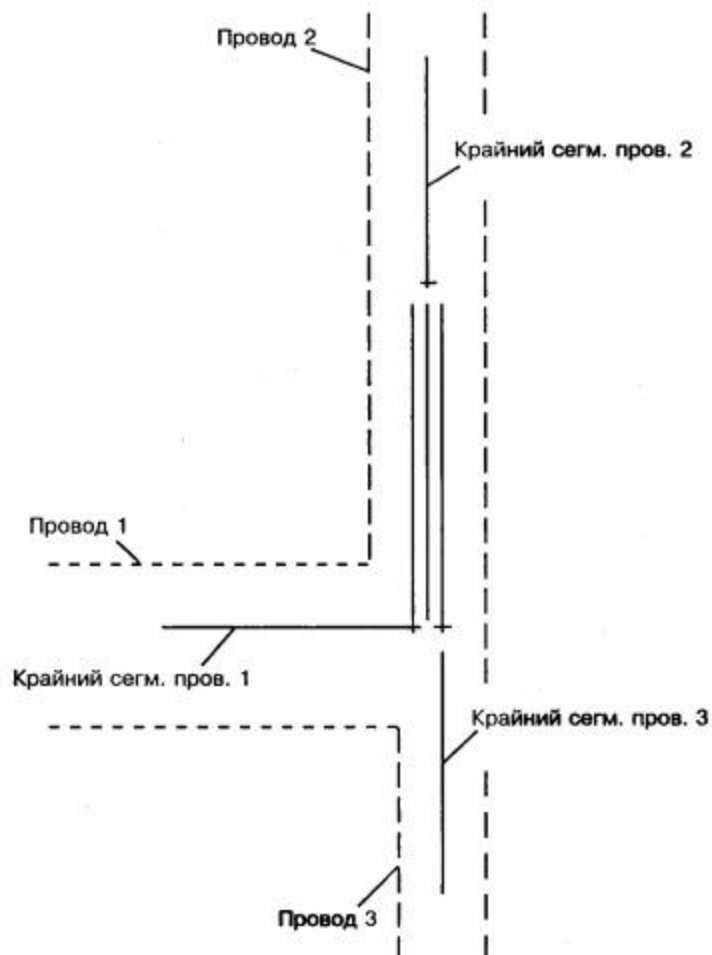 Провод 2
Крайний сегм. пров. 2
Провод 1
Крайний сегм. пров. 1
Крайний сегм. пров. 3
Провод 3